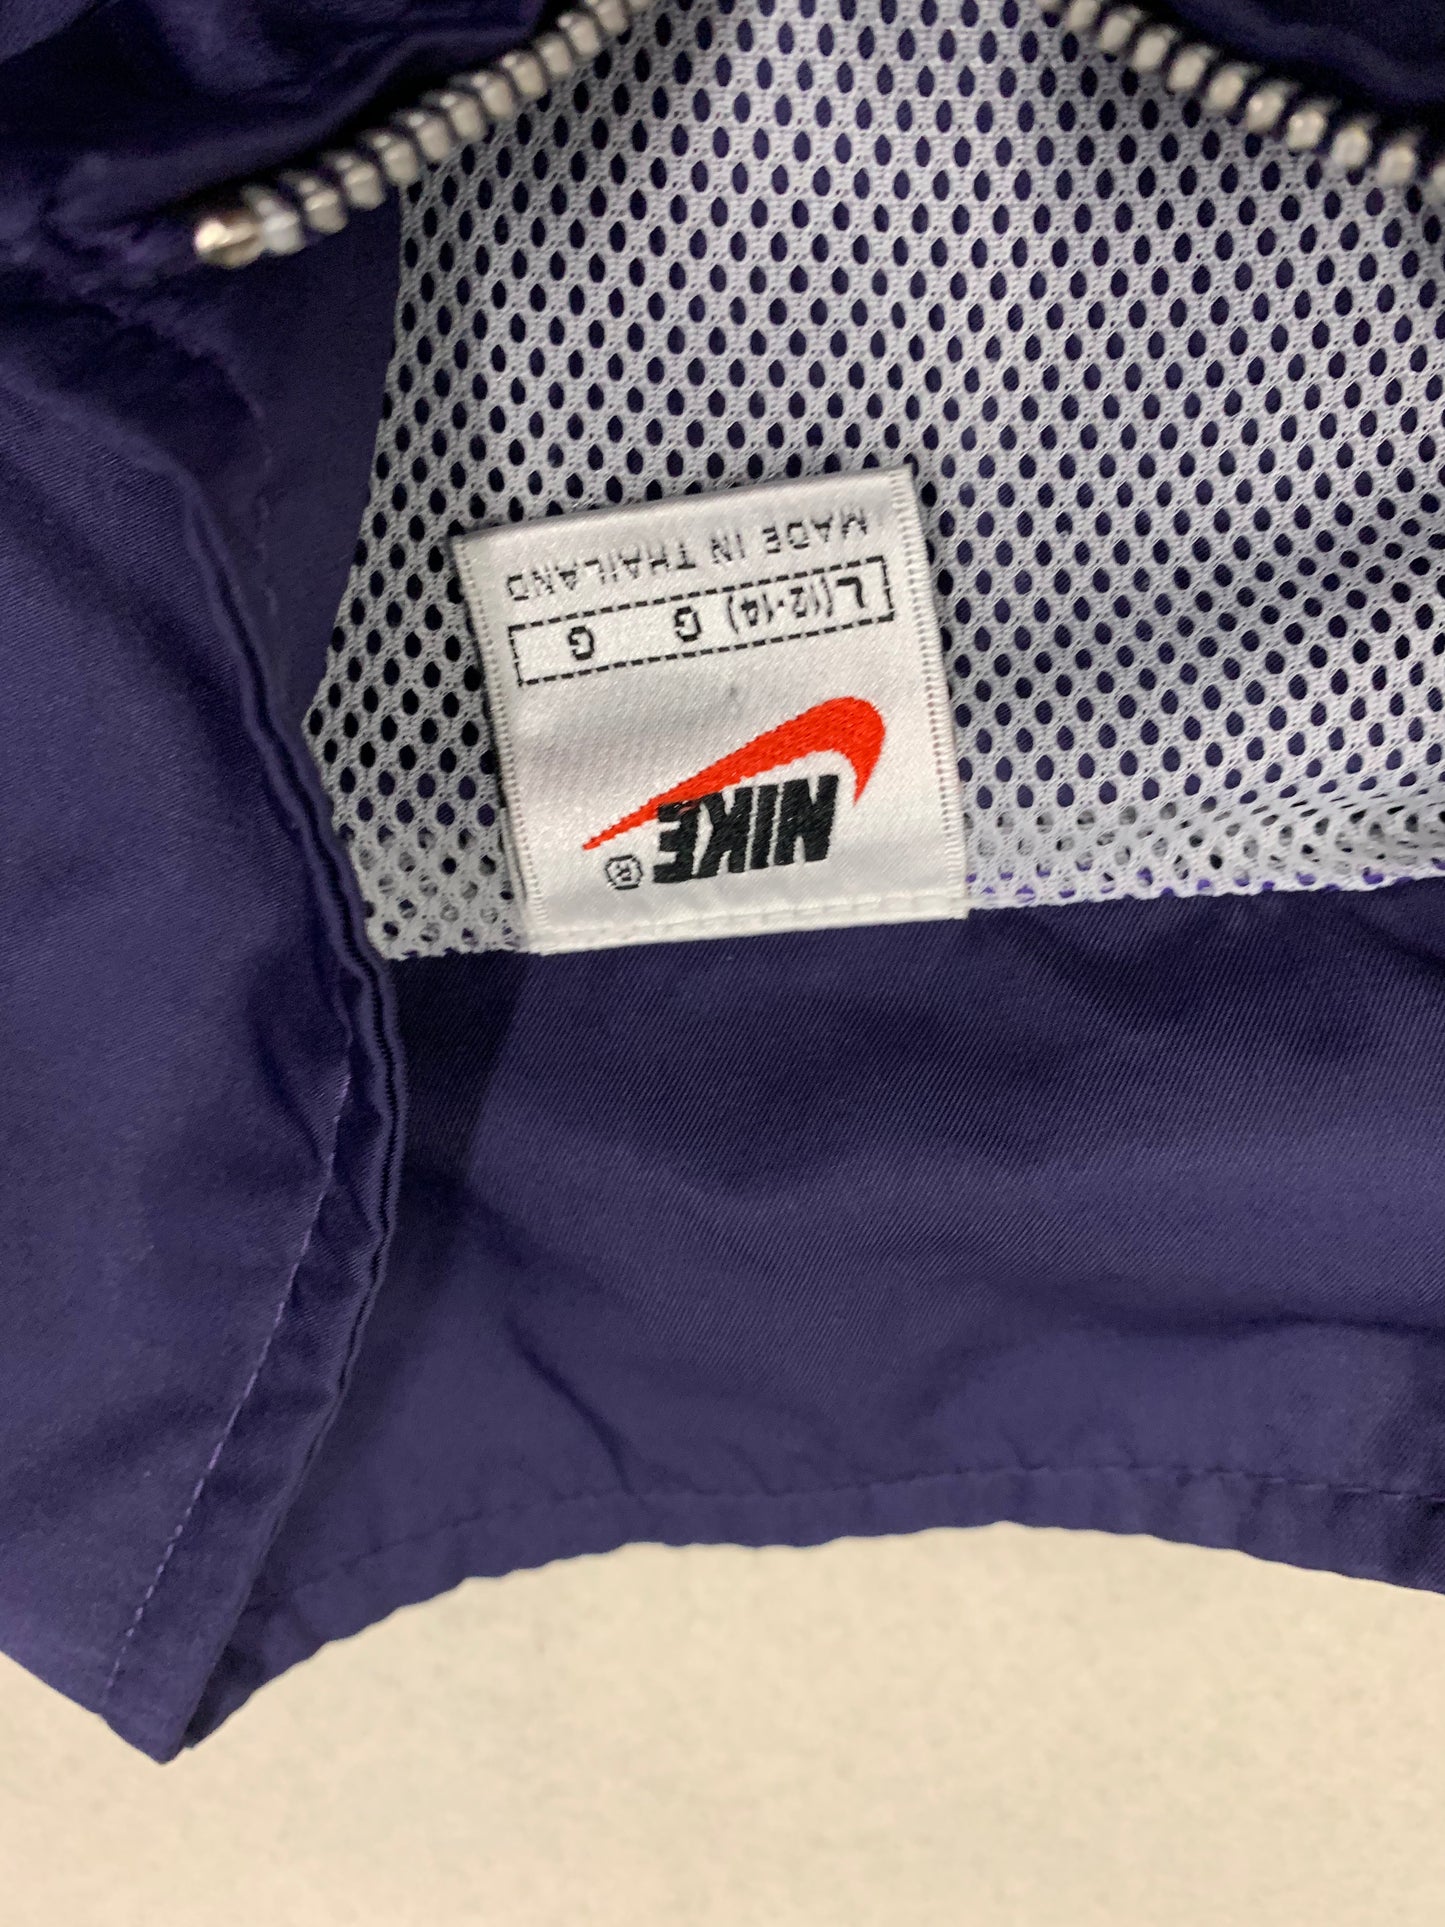 NIKE®
L (12-14) G G
MADE IN THAILAND